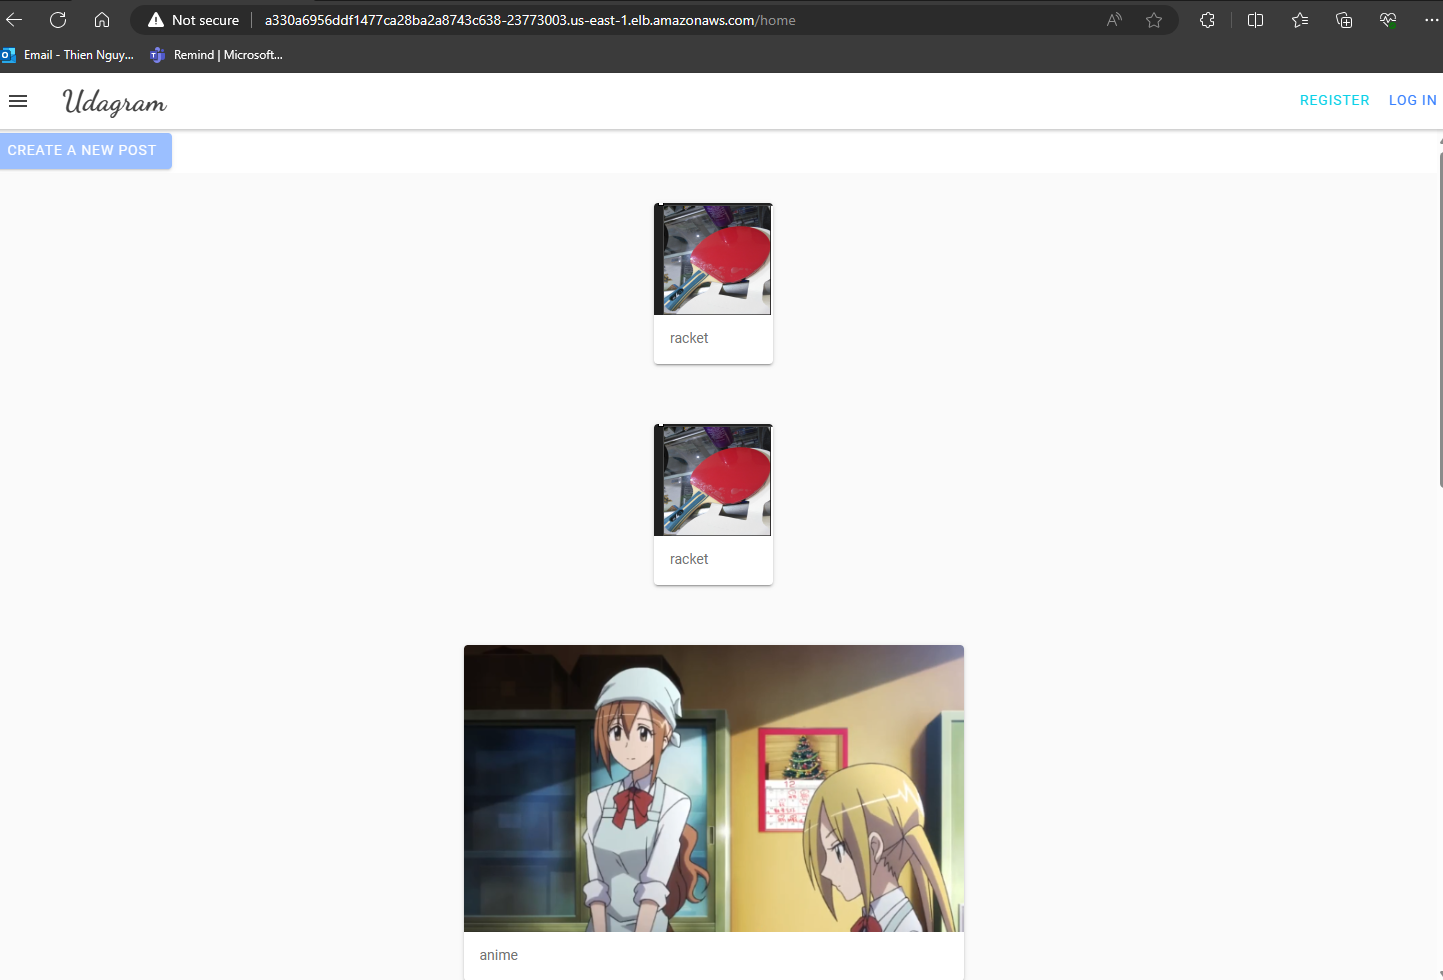 Not secure
a330a6956ddf1477ca28ba2a8743c638-23773003.us-east-1.elb.amazonaws.com/home
Email - Thien Nguy...
Remind | Microsoft...
Udagram
REGISTER
LOG IN
CREATE A NEW POST
racket
racket
12
anime